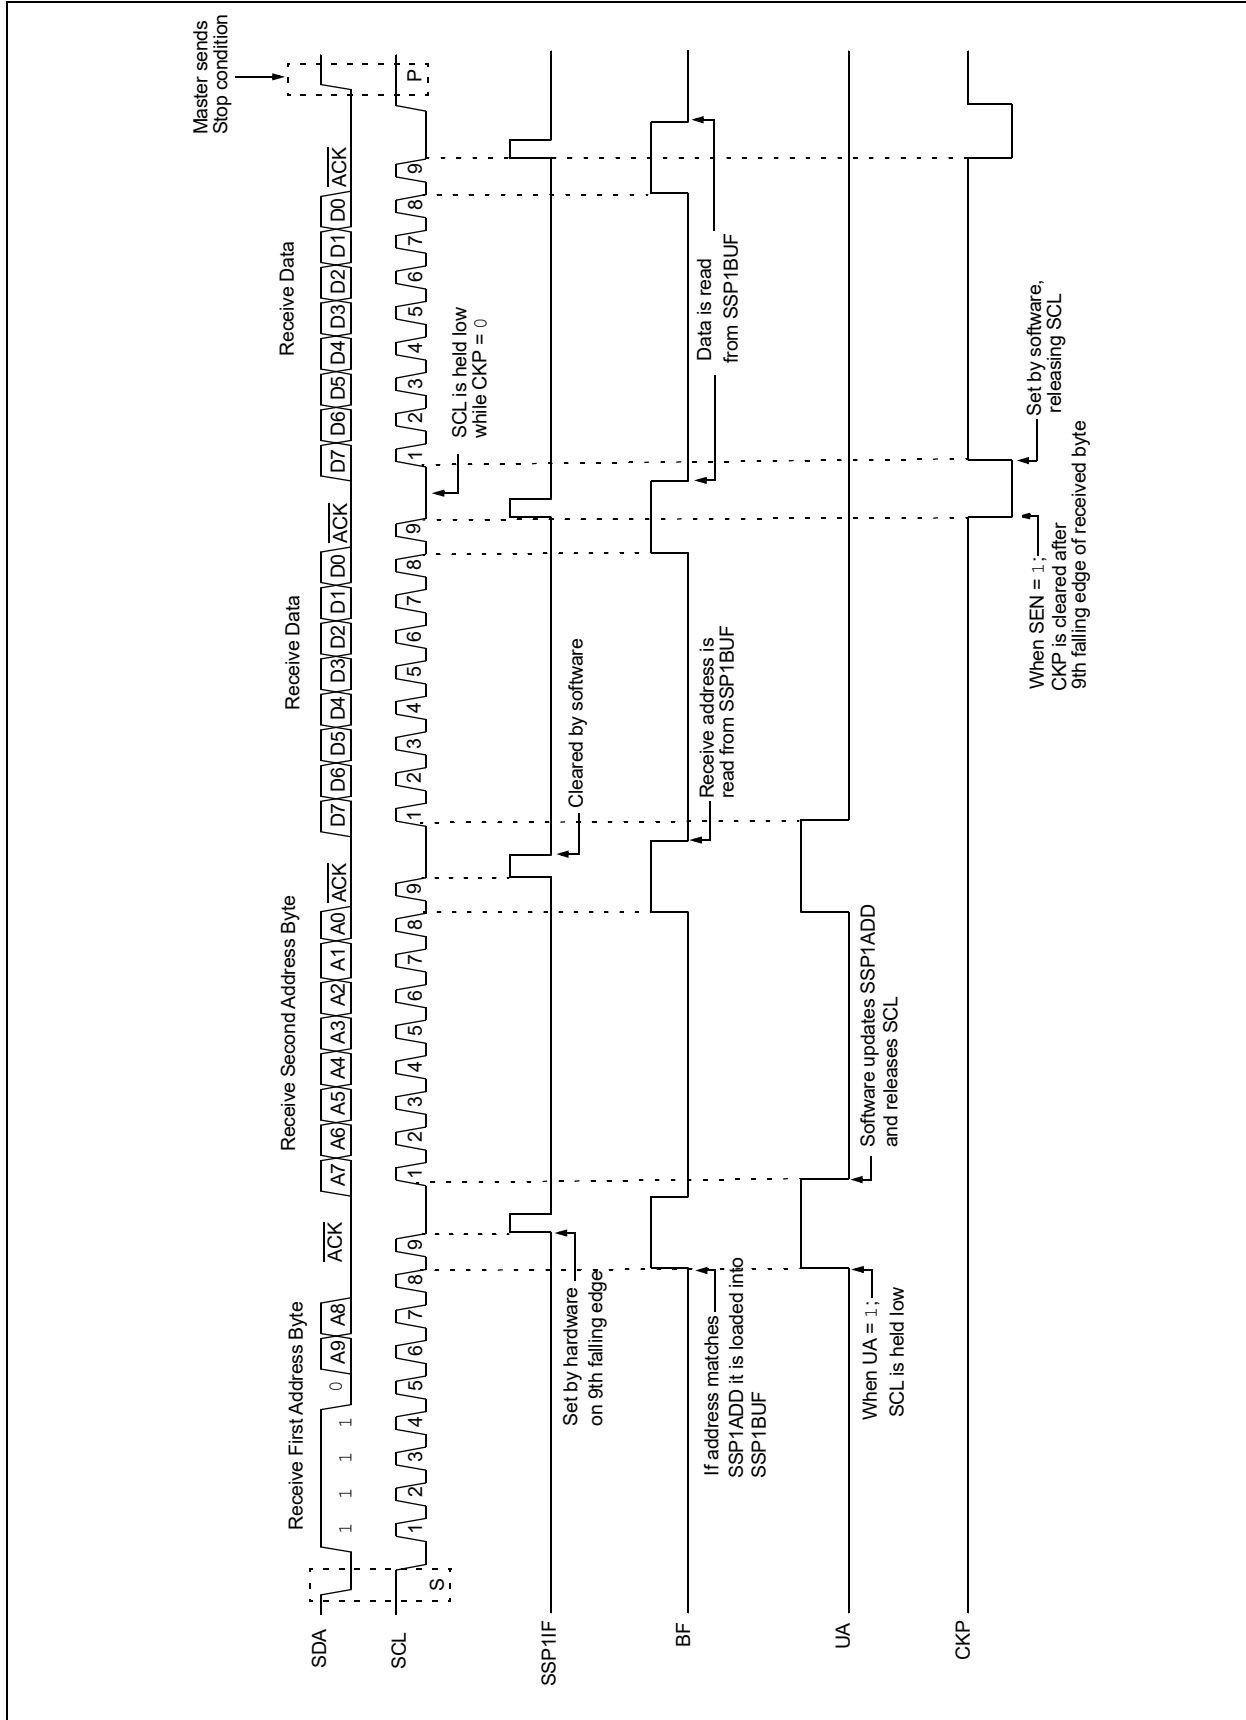 Master sends
Stop condition
Receive First Address Byte
Receive Second Address Byte
Receive Data
Receive Data
SDA
1 1 1 1 0 A9 A8 ACK A7 A6 A5 A4 A3 A2 A1 A0 ACK D7 D6 D5 D4 D3 D2 D1 D0 ACK D7 D6 D5 D4 D3 D2 D1 D0 ACK
SCL
S 1 2 3 4 5 6 7 8 9 1 2 3 4 5 6 7 8 9 1 2 3 4 5 6 7 8 9 1 2 3 4 5 6 7 8 9 P
SCL is held low
while CKP = 0
SSP1IF
Set by hardware
on 9th falling edge
Cleared by software
BF
If address matches
SSP1ADD it is loaded into
SSP1BUF
Receive address is
read from SSP1BUF
Data is read
from SSP1BUF
UA
When UA = 1;
SCL is held low
Software updates SSP1ADD
and releases SCL
CKP
When SEN = 1;
CKP is cleared after
9th falling edge of received byte
Set by software,
releasing SCL